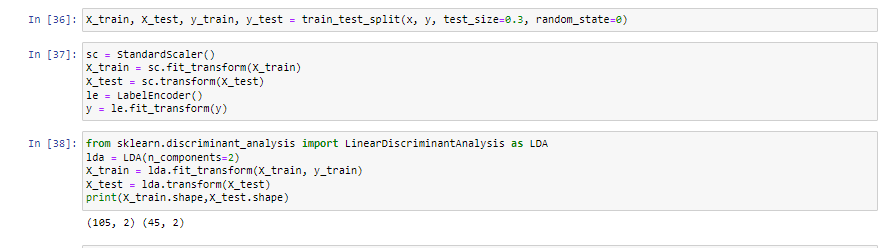 In [36]: X_train, X_test, y_train, y_test = train_test_split(x, y, test_size=0.3, random_state=0)
In [37]: sc = StandardScaler()
X_train = sc.fit_transform(X_train)
X_test = sc.transform(X_test)
le = LabelEncoder()
y = le.fit_transform(y)
In [38]: from sklearn.discriminant_analysis import LinearDiscriminantAnalysis as LDA
lda = LDA(n_components=2)
X_train = lda.fit_transform(X_train, y_train)
X_test = lda.transform(X_test)
print(X_train.shape,X_test.shape)
(105, 2) (45, 2)